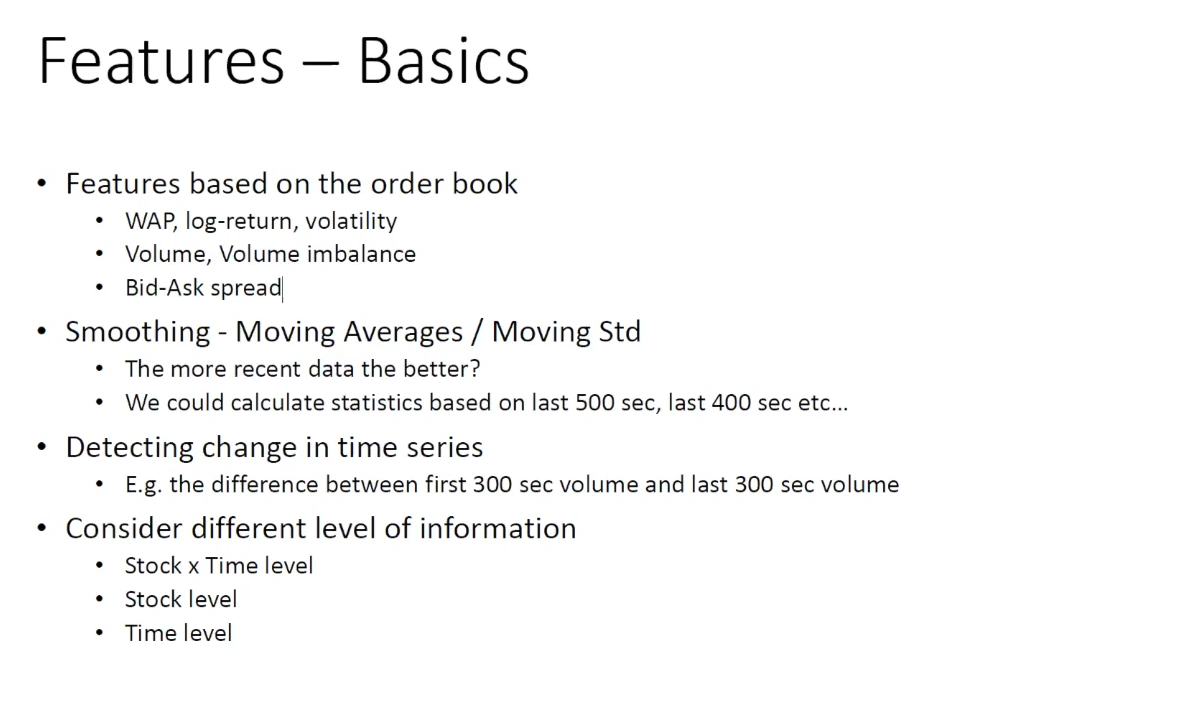 Features – Basics
• Features based on the order book
• WAP, log-return, volatility
• Volume, Volume imbalance
• Bid-Ask spread
• Smoothing - Moving Averages / Moving Std
• The more recent data the better?
• We could calculate statistics based on last 500 sec, last 400 sec etc...
• Detecting change in time series
• E.g. the difference between first 300 sec volume and last 300 sec volume
• Consider different level of information
• Stock x Time level
• Stock level
• Time level